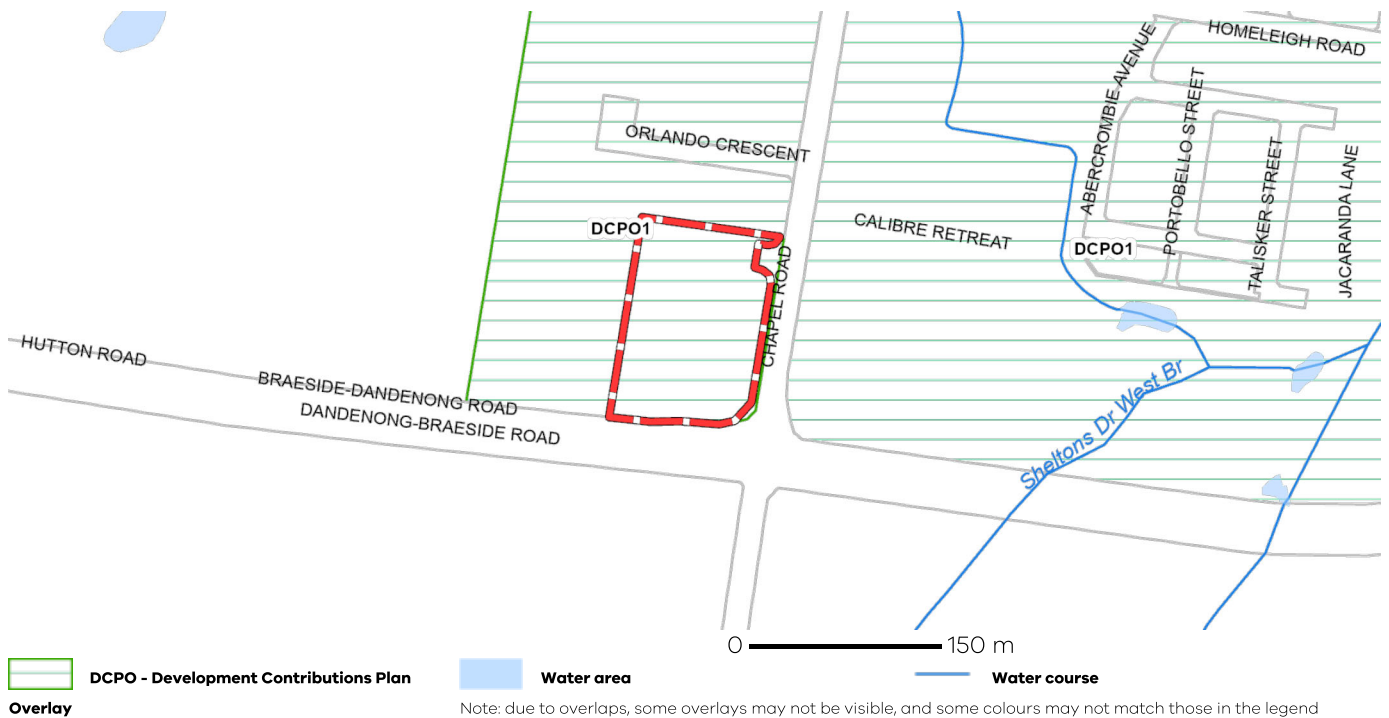 HOMELEIGH ROAD
ABERCROMBIE AVENUE
PORTOBELLO STREET
ORLANDO CRESCENT
TALISKER STREET
JACARANDA LANE
DCPO1
CALIBRE RETREAT
DCPO1
CHAPEL ROAD
HUTTON ROAD
BRAESIDE-DANDENONG ROAD
DANDENONG-BRAESIDE ROAD
Sheltons Dr West Br
0 150 m
DCPO - Development Contributions Plan
Overlay
Water area
Water course
Note: due to overlaps, some overlays may not be visible, and some colours may not match those in the legend